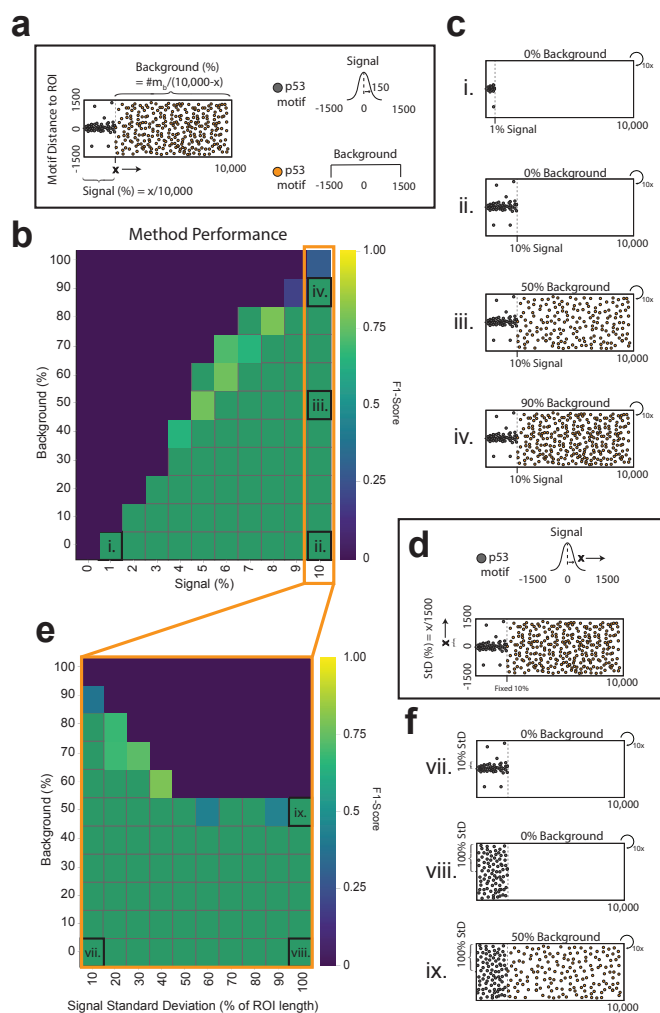 a
Background (%)
= #m_b/(10,000-x)
Motif Distance to ROI
1500
0
-1500
x
10,000
Signal (%) = x/10,000
Signal
p53
motif
150
-1500
0
1500
p53
motif
Background
-1500
0
1500
b
Method Performance
Background (%)
100
90
80
70
60
50
40
30
20
10
0
i.
ii.
iii.
iv.
0
1
2
3
4
5
6
7
8
9
10
Signal (%)
1.00
0.75
0.5
0.25
0
F1-Score
c
i.
0% Background
10x
1% Signal
10,000
ii.
0% Background
10x
10% Signal
10,000
iii.
50% Background
10x
10% Signal
10,000
iv.
90% Background
10x
10% Signal
10,000
d
Signal
p53
motif
x
-1500
0
1500
StD (%) = x/1500
x
1500
0
-1500
Fixed 10%
10,000
e
Background (%)
100
90
80
70
60
50
40
30
20
10
0
vii.
viii.
ix.
10
20
30
40
50
60
70
80
90
100
Signal Standard Deviation (% of ROI length)
1.00
0.75
0.5
0.25
0
F1-Score
f
vii.
10% StD
0% Background
10x
10,000
viii.
100% StD
0% Background
10x
10,000
ix.
100% StD
50% Background
10x
10,000